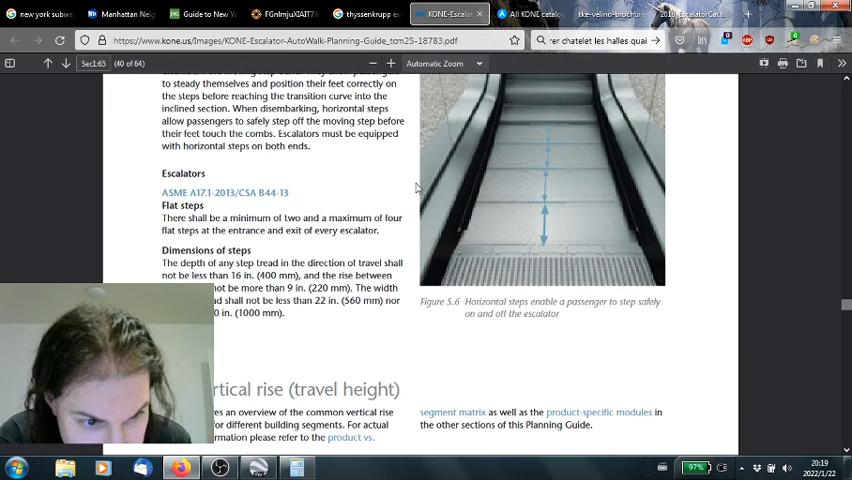 new york subwa
Manhattan Neig
Guide to New Y
FGnImjuXIAIT7
thyssenkrupp es
KONE-Escalat
All KONE catalog
tke-velino-brochure
2016_EscalatorCata
https://www.kone.us/Images/KONE-Escalator-AutoWalk-Planning-Guide_tcm25-18783.pdf
rer chatelet les halles quai
Sec1:65
(40 of 64)
Automatic Zoom
to steady themselves and position their feet correctly on
the steps before reaching the transition curve into the
inclined section. When disembarking, horizontal steps
allow passengers to safely step off the moving step before
their feet touch the combs. Escalators must be equipped
with horizontal steps on both ends.
Escalators
ASME A17.1-2013/CSA B44-13
Flat steps
There shall be a minimum of two and a maximum of four
flat steps at the entrance and exit of every escalator.
Dimensions of steps
The depth of any step tread in the direction of travel shall
not be less than 16 in. (400 mm), and the rise between
not be more than 9 in. (220 mm). The width
ad shall not be less than 22 in. (560 mm) nor
0 in. (1000 mm).
Figure 5.6 Horizontal steps enable a passenger to step safely
on and off the escalator
rtical rise (travel height)
es an overview of the common vertical rise
for different building segments. For actual
ormation please refer to the product vs.
segment matrix as well as the product-specific modules in
the other sections of this Planning Guide.
97%
20:19
2022/1/22